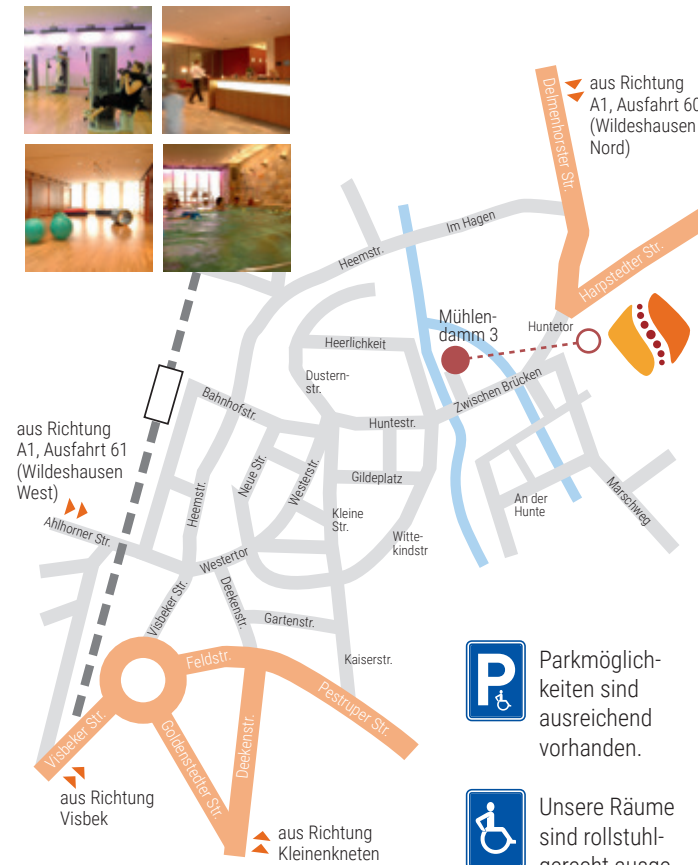 aus Richtung
A1, Ausfahrt 60
(Wildeshausen
Nord)
Delmenhorster Str.
Harpstedter Str.
Im Hagen
Heemstr.
Mühlen-
damm 3
Huntetor
Heerlichkeit
Zwischen Brücken
Dustern-
str.
Bahnhofstr.
Huntestr.
aus Richtung
A1, Ausfahrt 61
(Wildeshausen
West)
Neue Str.
Westerstr.
Gildeplatz
Heemstr.
Kleine
Str.
An der
Hunte
Marschweg
Ahlhorner Str.
Witte-
kindstr
Westertor
Visbeker Str.
Deekenstr.
Gartenstr.
Kaiserstr.
Feldstr.
Pestruper Str.
Visbeker Str.
Goldenstedter Str.
Deekenstr.
aus Richtung
Visbek
aus Richtung
Kleinenkneten
P
Parkmöglich-
keiten sind
ausreichend
vorhanden.
Unsere Räume
sind rollstuhl-
gerecht ausge-